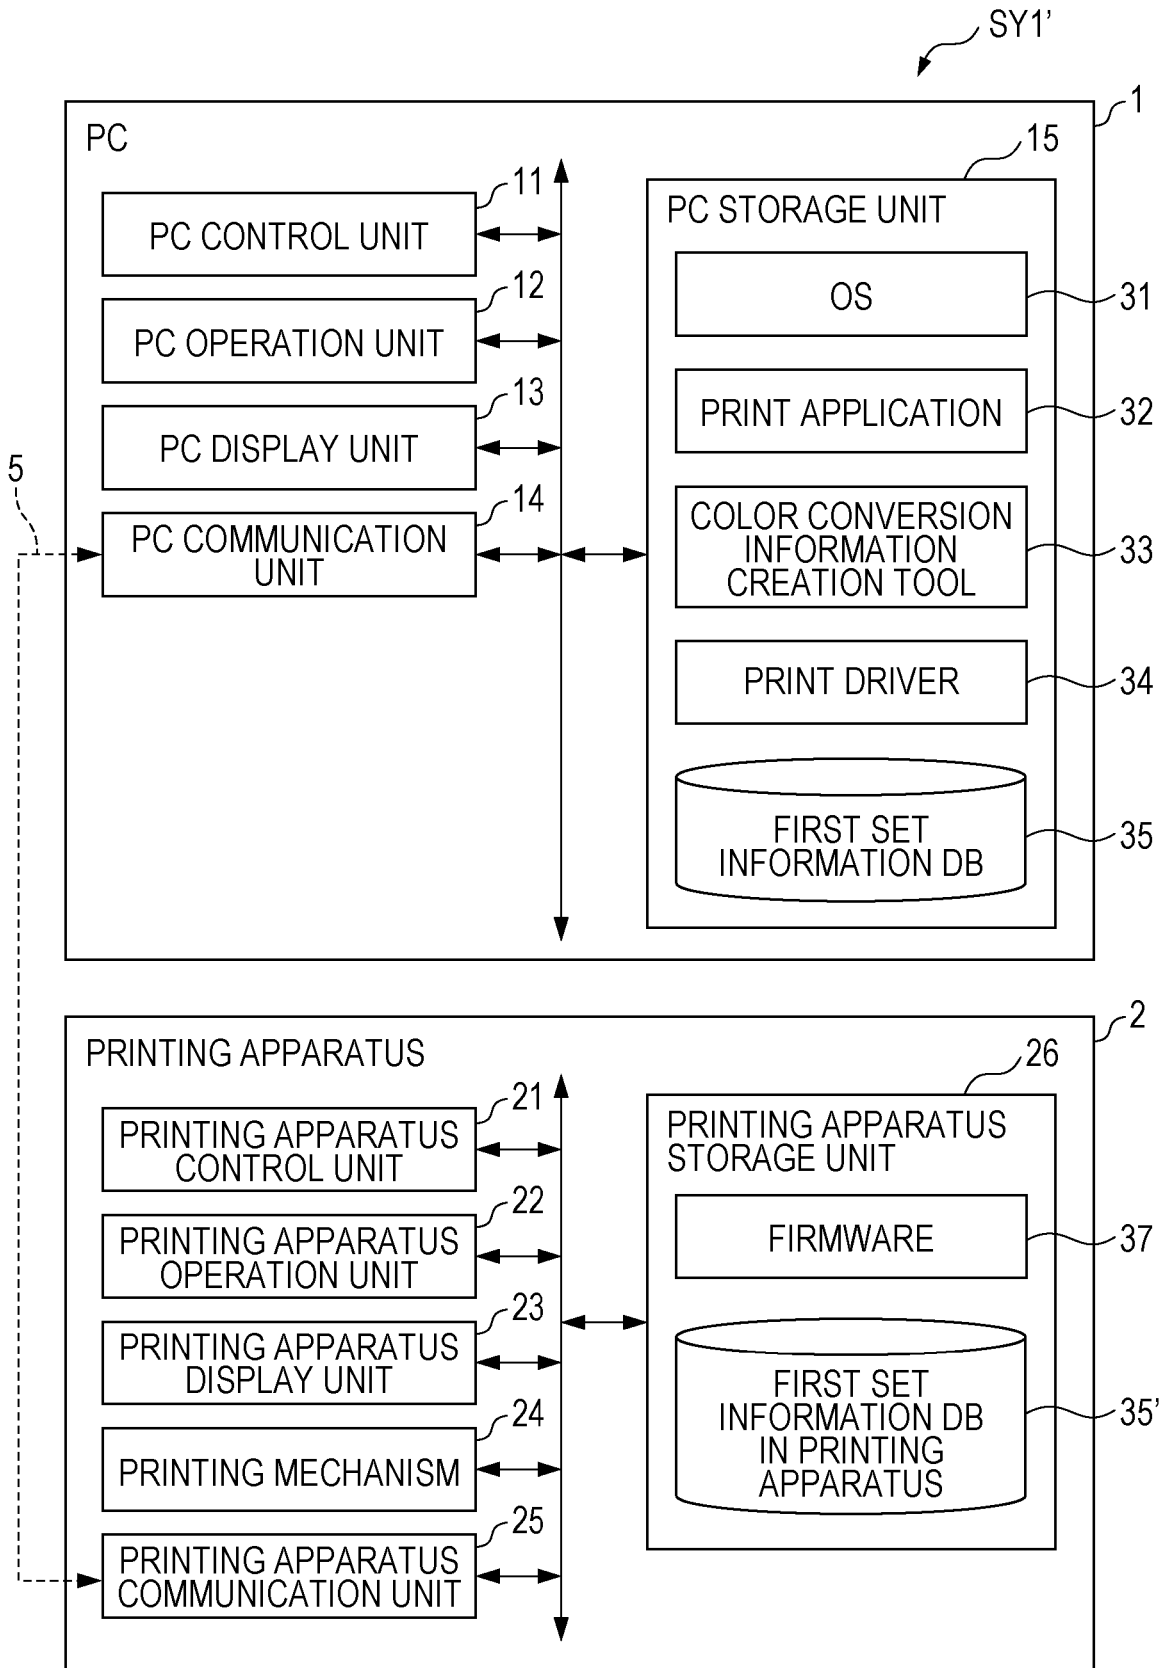 SY1'
1
PC
15
11
PC CONTROL UNIT
12
PC OPERATION UNIT
13
PC DISPLAY UNIT
5
14
PC COMMUNICATION
UNIT
PC STORAGE UNIT
OS
31
PRINT APPLICATION
32
COLOR CONVERSION
INFORMATION
CREATION TOOL
33
PRINT DRIVER
34
FIRST SET
INFORMATION DB
35
2
PRINTING APPARATUS
26
21
PRINTING APPARATUS
CONTROL UNIT
22
PRINTING APPARATUS
OPERATION UNIT
23
PRINTING APPARATUS
DISPLAY UNIT
24
PRINTING MECHANISM
25
PRINTING APPARATUS
COMMUNICATION UNIT
PRINTING APPARATUS
STORAGE UNIT
FIRMWARE
37
FIRST SET
INFORMATION DB
IN PRINTING
APPARATUS
35'